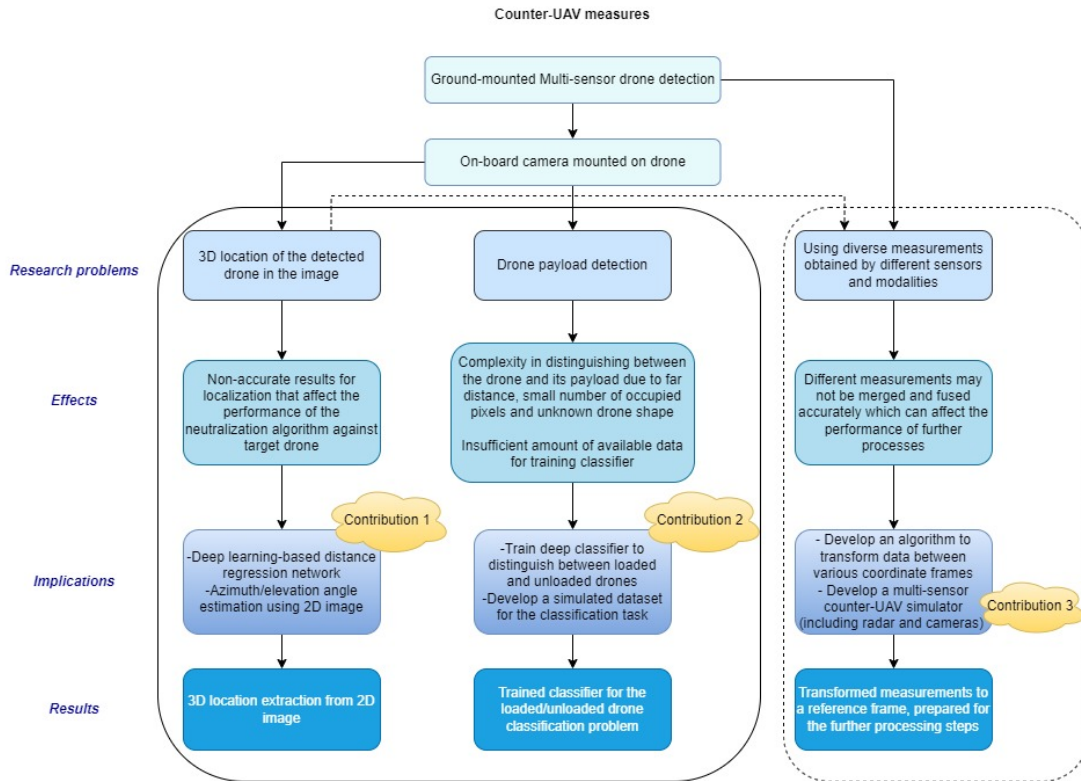 Counter-UAV measures
Ground-mounted Multi-sensor drone detection
On-board camera mounted on drone
Research problems
3D location of the detected
drone in the image
Drone payload detection
Using diverse measurements
obtained by different sensors
and modalities
Effects
Non-accurate results for
localization that affect the
performance of the
neutralization algorithm against
target drone
Complexity in distinguishing between
the drone and its payload due to far
distance, small number of occupied
pixels and unknown drone shape
Insufficient amount of available data
for training classifier
Different measurements may
not be merged and fused
accurately which can affect the
performance of further
processes
Contribution 1
Contribution 2
Contribution 3
Implications
-Deep learning-based distance
regression network
-Azimuth/elevation angle
estimation using 2D image
-Train deep classifier to
distinguish between loaded
and unloaded drones
-Develop a simulated dataset
for the classification task
- Develop an algorithm to
transform data between
various coordinate frames
- Develop a multi-sensor
counter-UAV simulator
(including radar and cameras)
Results
3D location extraction from 2D
image
Trained classifier for the
loaded/unloaded drone
classification problem
Transformed measurements to
a reference frame, prepared for
the further processing steps